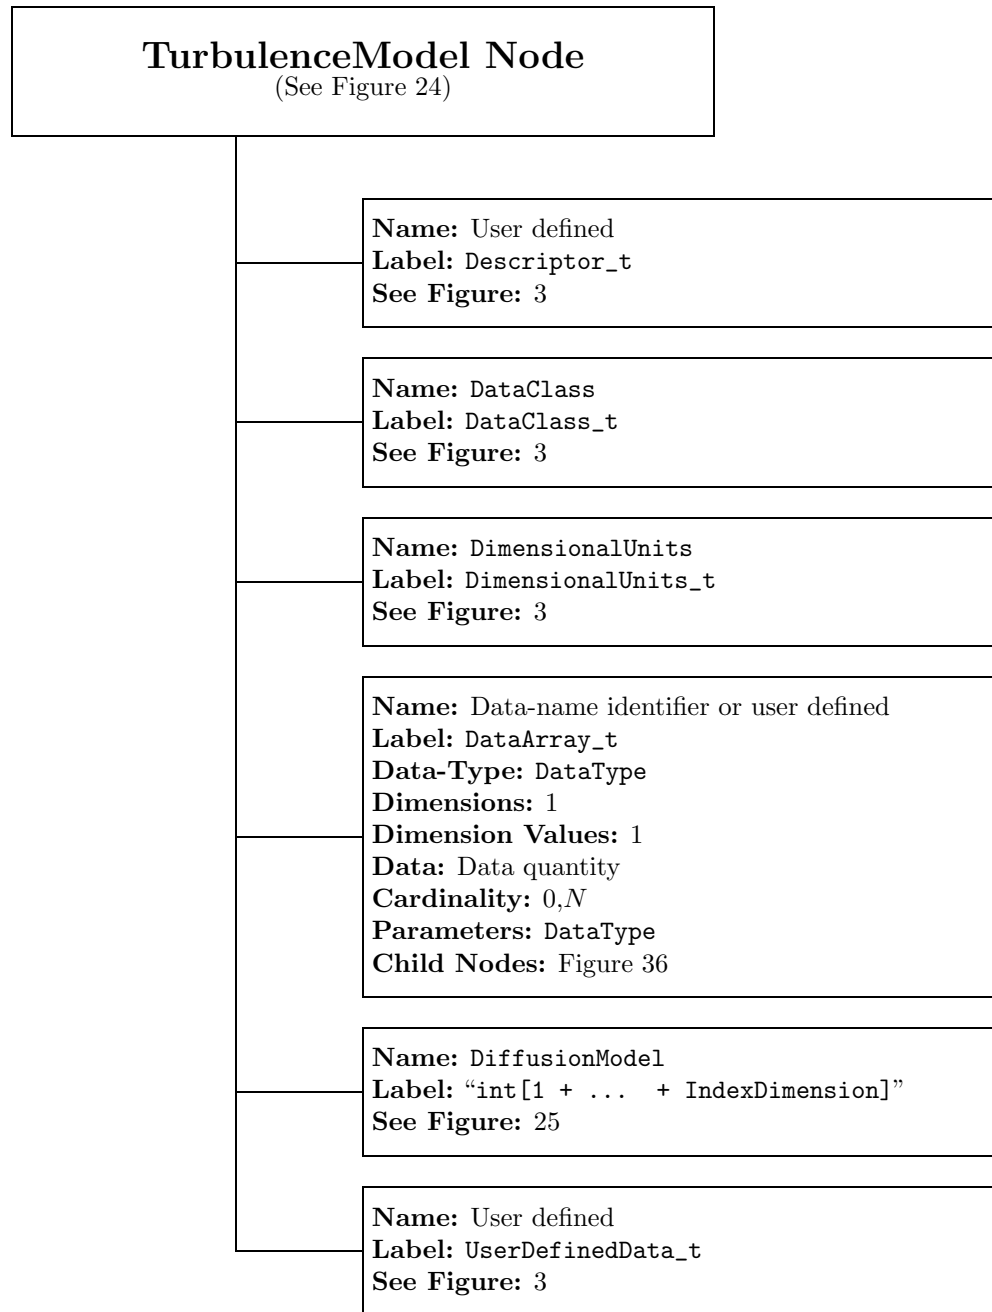 TurbulenceModel Node
(See Figure 24)
Name: User defined
Label: Descriptor_t
See Figure: 3
Name: DataClass
Label: DataClass_t
See Figure: 3
Name: DimensionalUnits
Label: DimensionalUnits_t
See Figure: 3
Name: Data-name identifier or user defined
Label: DataArray_t
Data-Type: DataType
Dimensions: 1
Dimension Values: 1
Data: Data quantity
Cardinality: 0,N
Parameters: DataType
Child Nodes: Figure 36
Name: DiffusionModel
Label: “int[1 + ... + IndexDimension]”
See Figure: 25
Name: User defined
Label: UserDefinedData_t
See Figure: 3